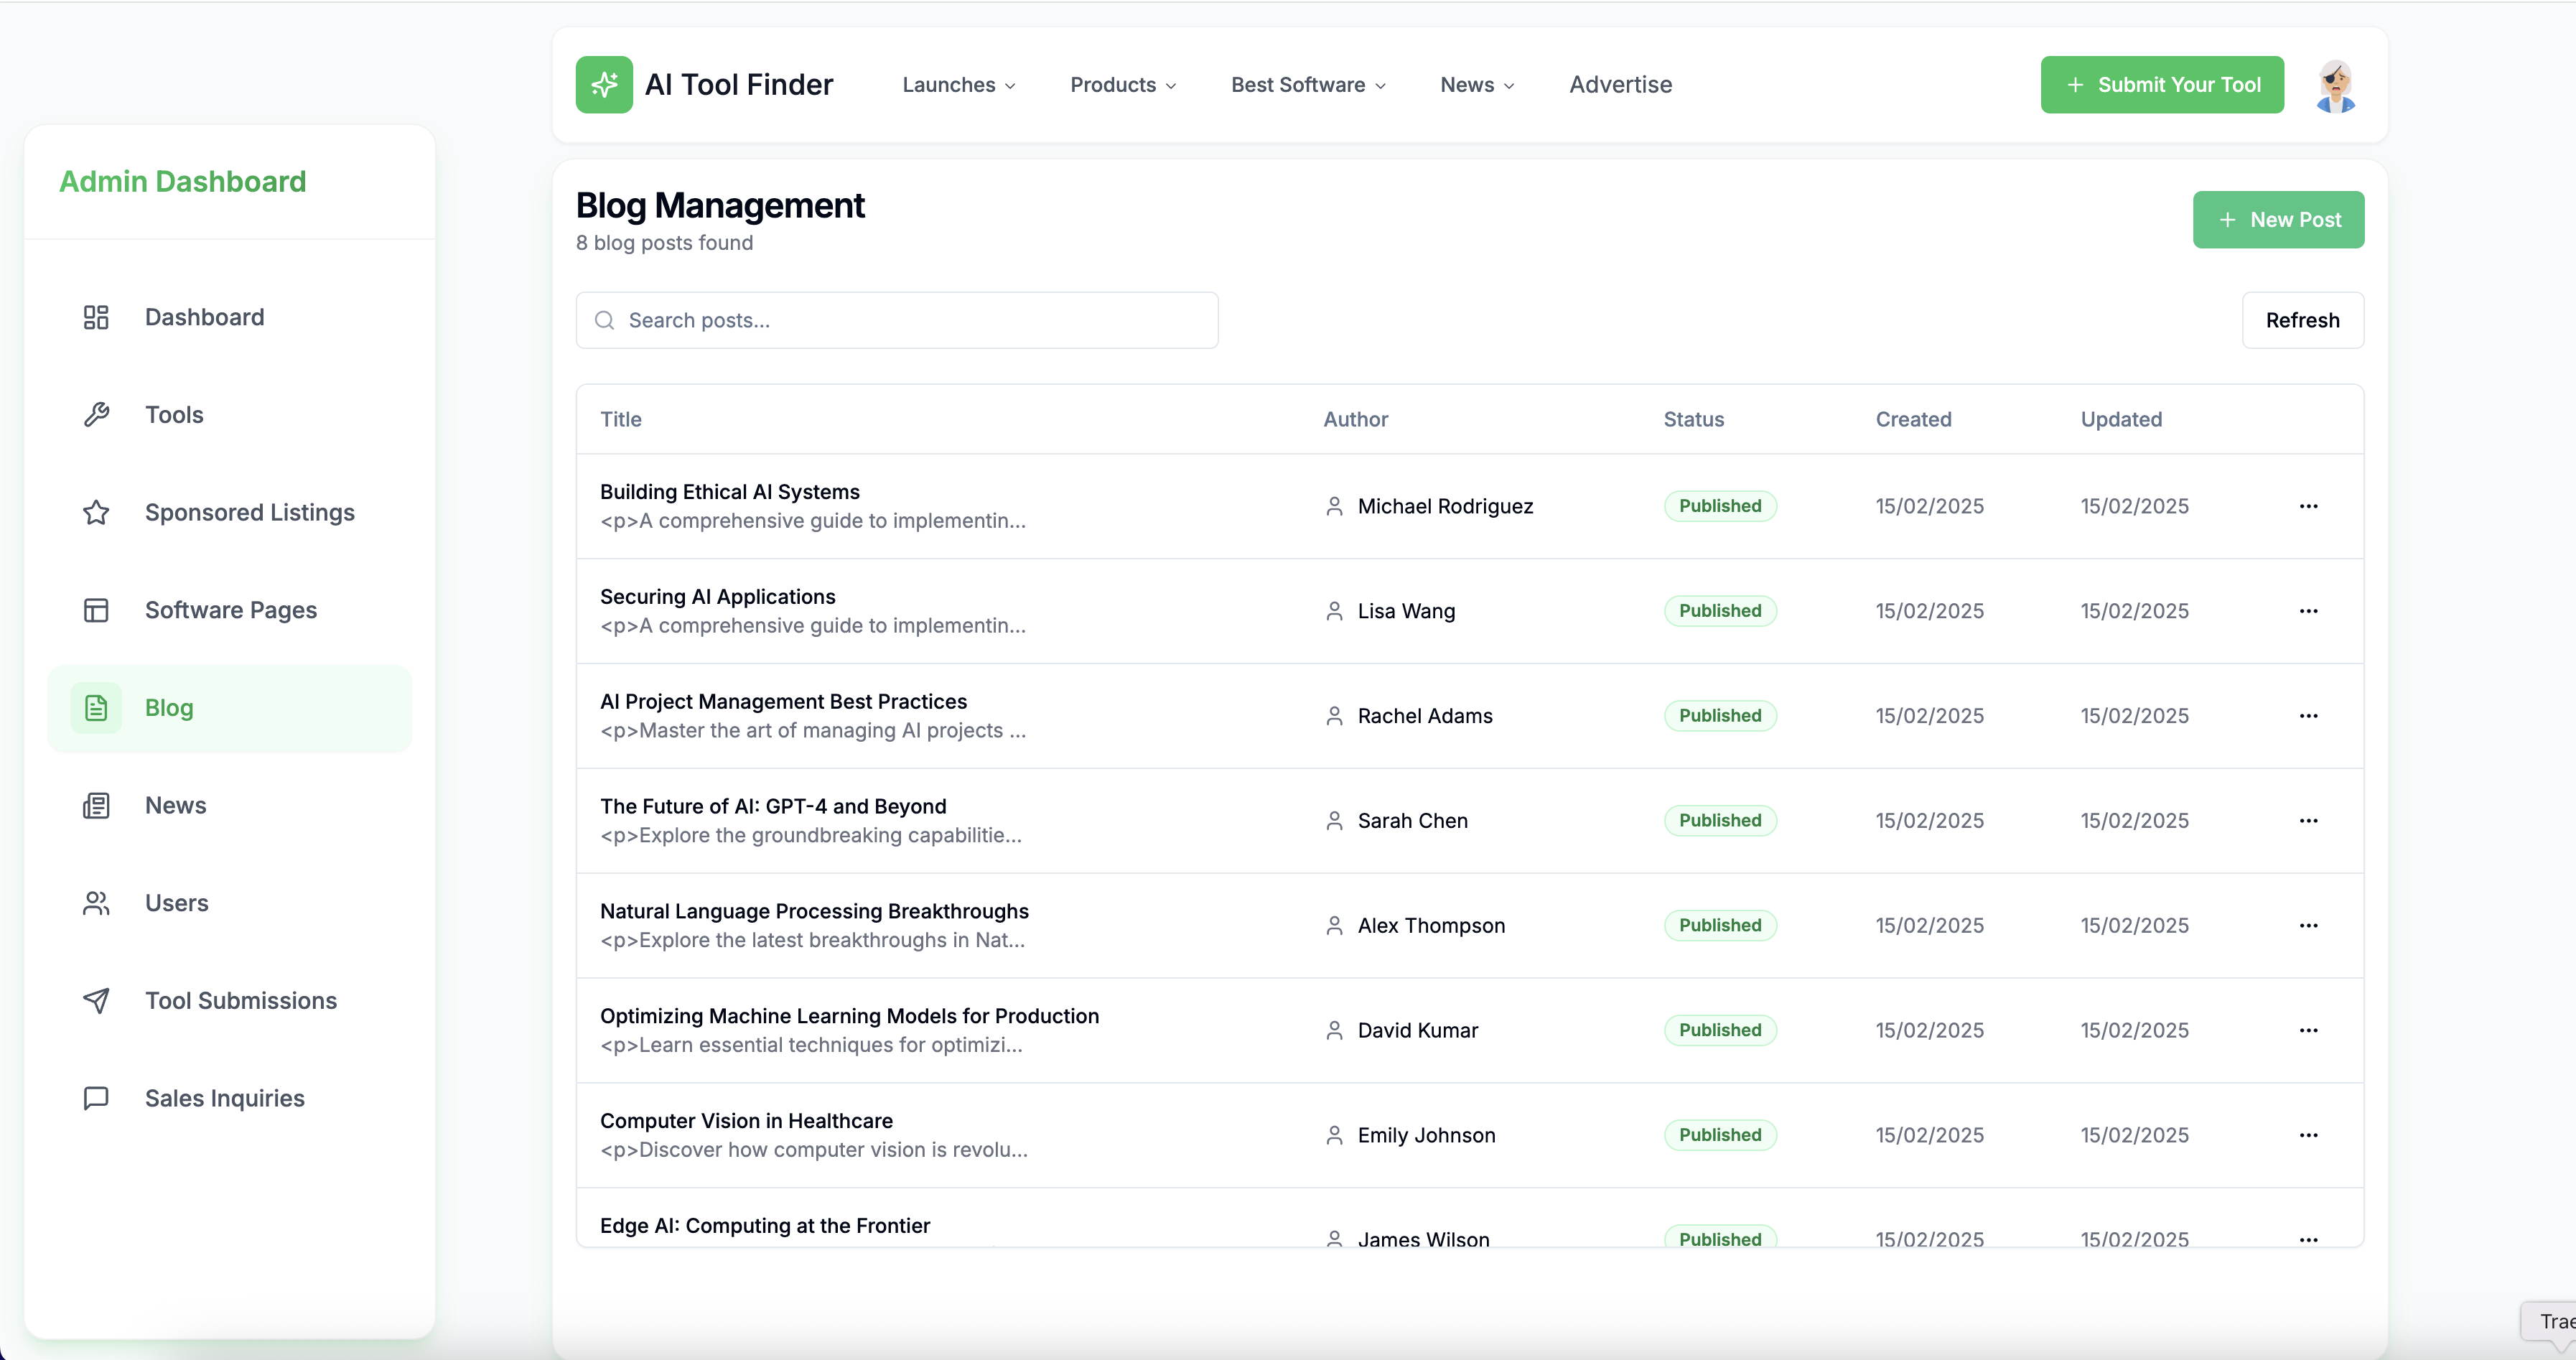 AI Tool Finder
Launches
Products
Best Software
News
Advertise
+ Submit Your Tool
Admin Dashboard
Dashboard
Tools
Sponsored Listings
Software Pages
Blog
News
Users
Tool Submissions
Sales Inquiries
Blog Management
8 blog posts found
+ New Post
Search posts...
Refresh
Title Author Status Created Updated
Building Ethical AI Systems
<p>A comprehensive guide to implementin...
Michael Rodriguez Published 15/02/2025 15/02/2025
Securing AI Applications
<p>A comprehensive guide to implementin...
Lisa Wang Published 15/02/2025 15/02/2025
AI Project Management Best Practices
<p>Master the art of managing AI projects ...
Rachel Adams Published 15/02/2025 15/02/2025
The Future of AI: GPT-4 and Beyond
<p>Explore the groundbreaking capabilitie...
Sarah Chen Published 15/02/2025 15/02/2025
Natural Language Processing Breakthroughs
<p>Explore the latest breakthroughs in Nat...
Alex Thompson Published 15/02/2025 15/02/2025
Optimizing Machine Learning Models for Production
<p>Learn essential techniques for optimizi...
David Kumar Published 15/02/2025 15/02/2025
Computer Vision in Healthcare
<p>Discover how computer vision is revolu...
Emily Johnson Published 15/02/2025 15/02/2025
Edge AI: Computing at the Frontier
James Wilson Published 15/02/2025 15/02/2025
Trae